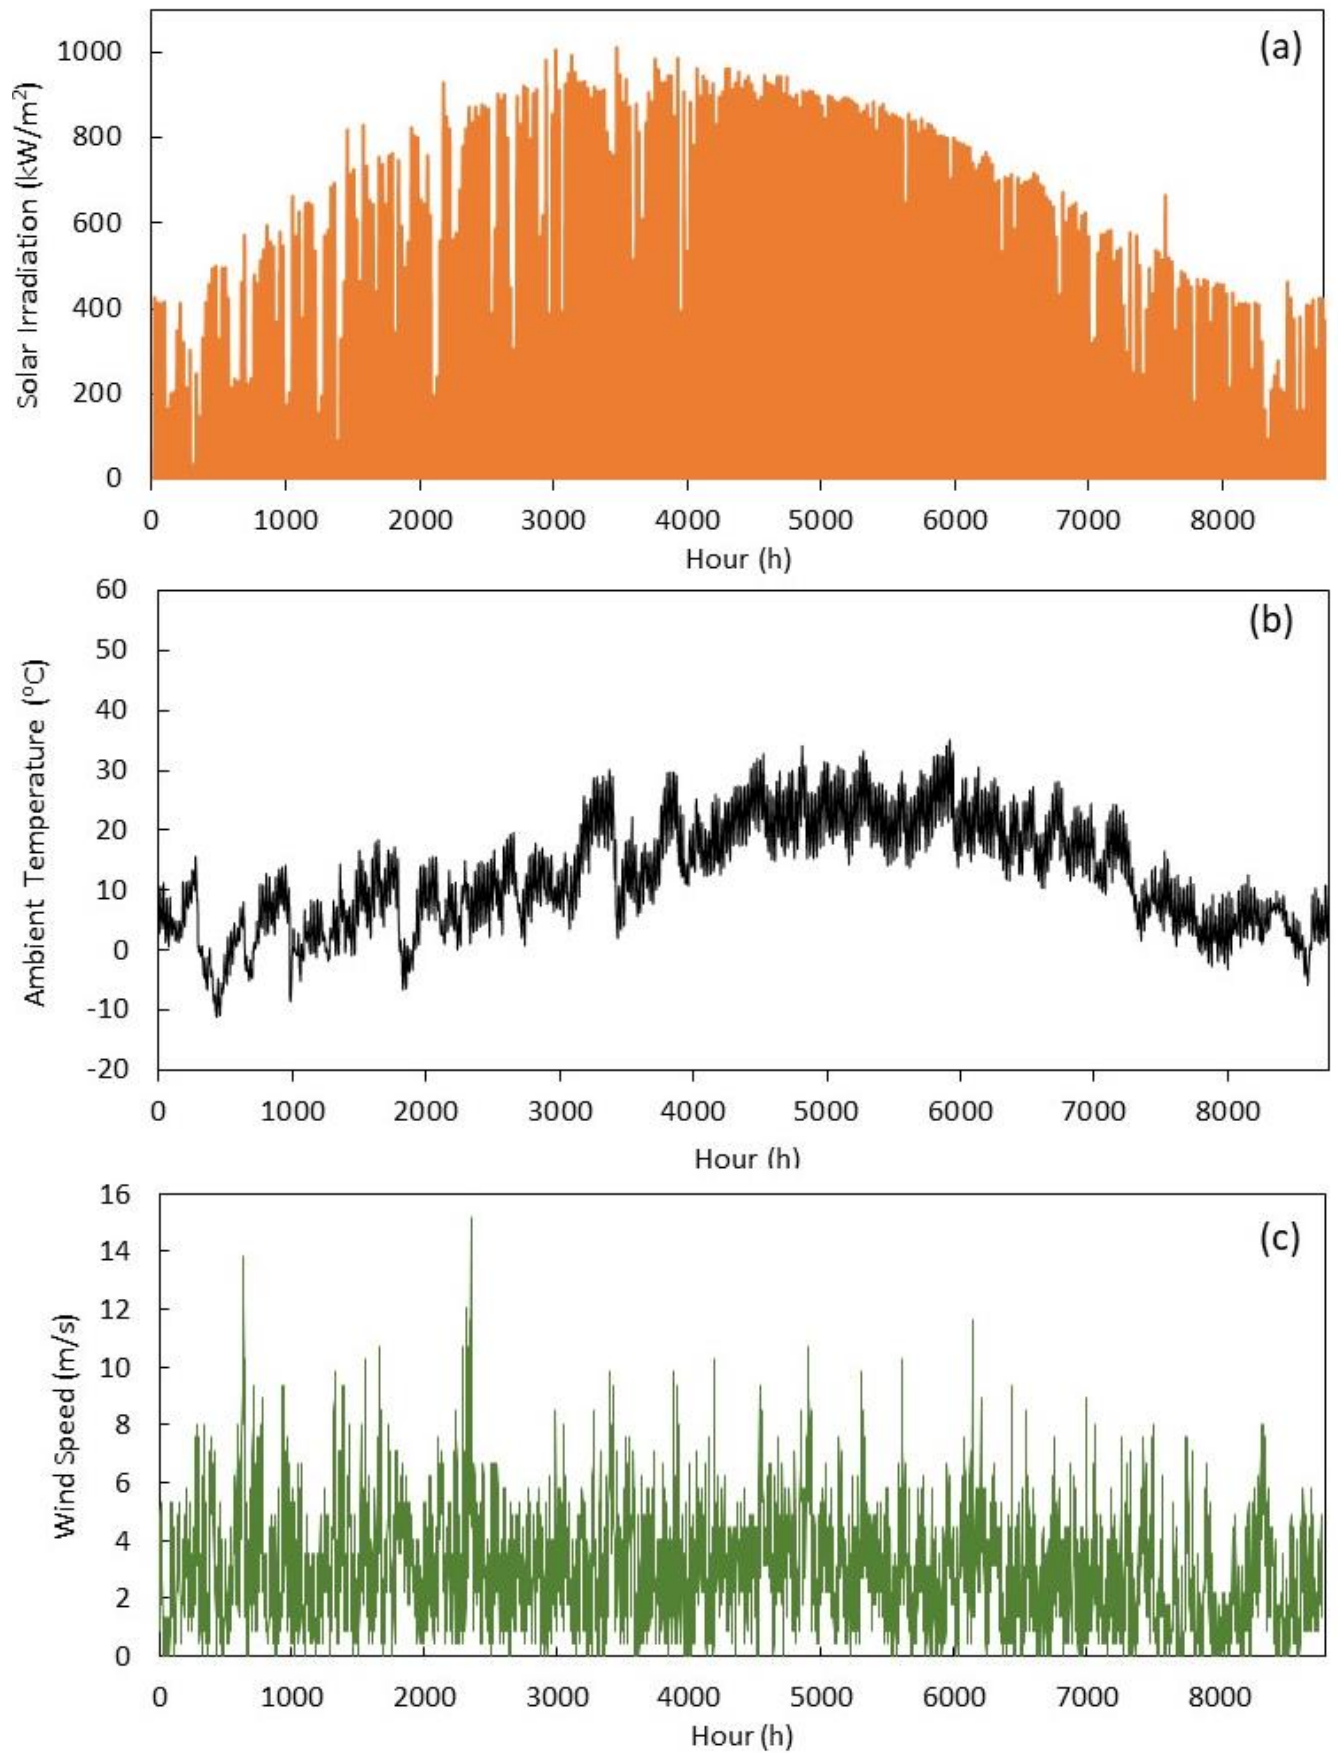 (a)
Solar Irradiation (kW/m²)
1000
800
600
400
200
0
0 1000 2000 3000 4000 5000 6000 7000 8000
Hour (h)
(b)
Ambient Temperature (⁰C)
60
50
40
30
20
10
0
-10
-20
0 1000 2000 3000 4000 5000 6000 7000 8000
Hour (h)
(c)
Wind Speed (m/s)
16
14
12
10
8
6
4
2
0
0 1000 2000 3000 4000 5000 6000 7000 8000
Hour (h)